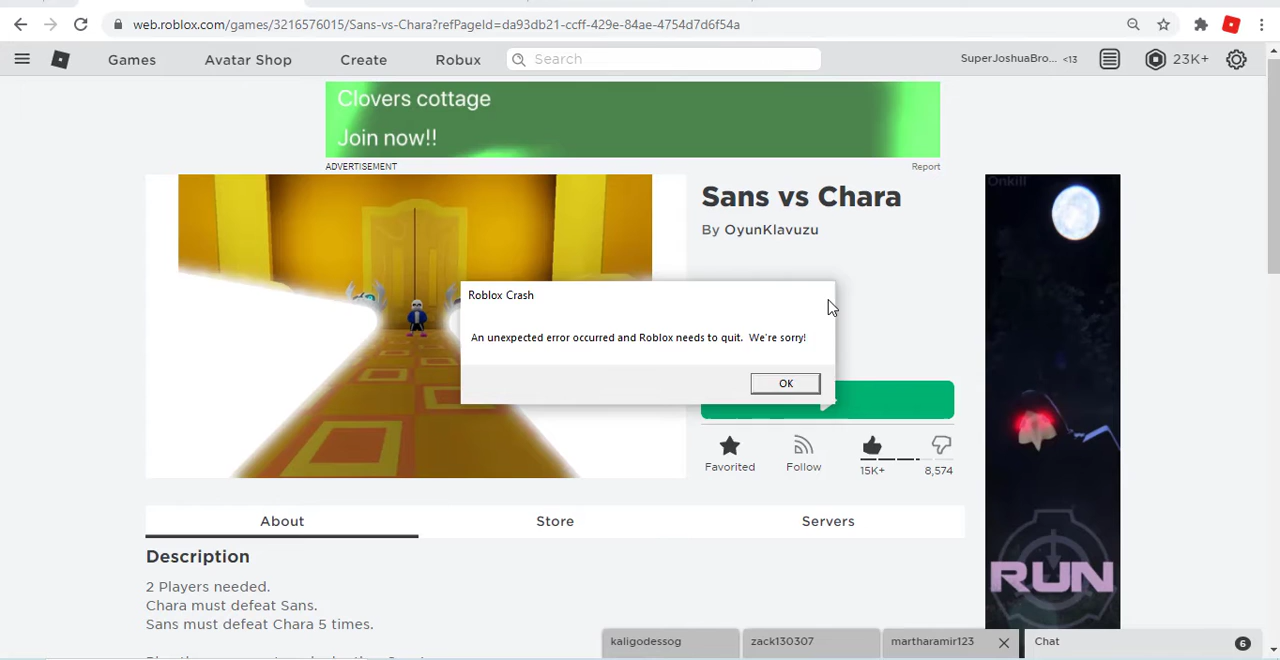 web.roblox.com/games/3216576015/Sans-vs-Chara?refPageId=da93db21-ccff-429e-84ae-4754d7d6f54a
Games Avatar Shop Create Robux Search SuperJoshuaBro... <13 23K+
Clovers cottage
Join now!!
ADVERTISEMENT Report
Onkill
Sans vs Chara
By OyunKlavuzu
Roblox Crash
An unexpected error occurred and Roblox needs to quit. We're sorry!
OK
Favorited Follow 15K+ 8,574
About Store Servers
Description
2 Players needed.
Chara must defeat Sans.
Sans must defeat Chara 5 times.
RUN
kaligodessog zack130307 martharamir123 Chat 6